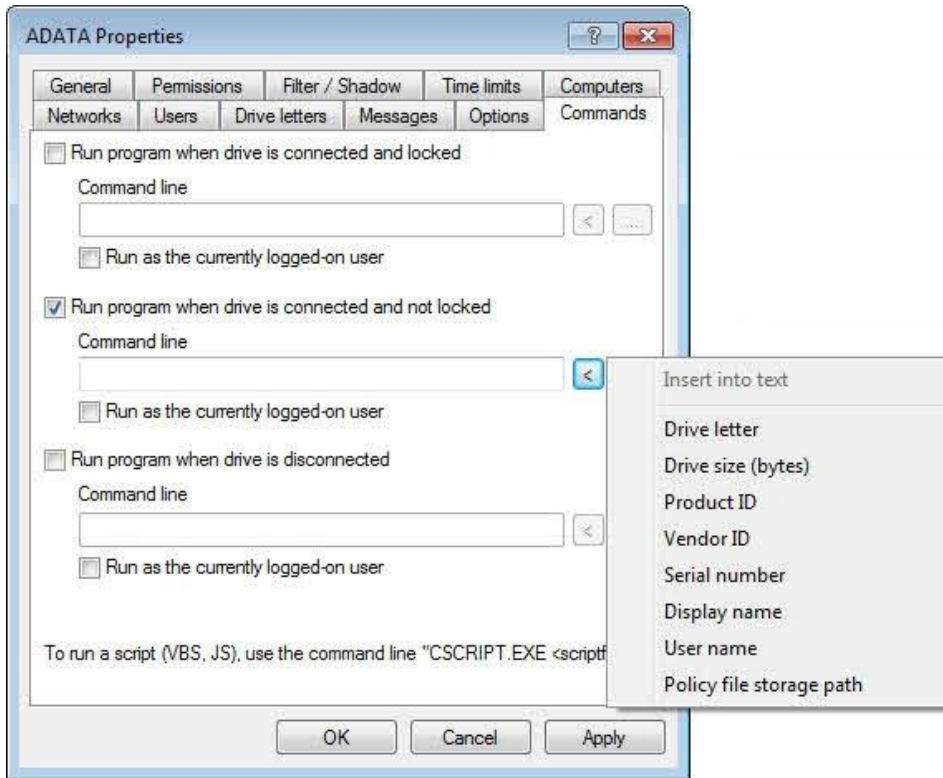 ADATA Properties
General Permissions Filter / Shadow Time limits Computers
Networks Users Drive letters Messages Options Commands
Run program when drive is connected and locked
Command line
< ...
Run as the currently logged-on user
Run program when drive is connected and not locked
Command line
<
Run as the currently logged-on user
Run program when drive is disconnected
Command line
<
Run as the currently logged-on user
To run a script (VBS, JS), use the command line "CSCRIPT.EXE <scriptf
Insert into text
Drive letter
Drive size (bytes)
Product ID
Vendor ID
Serial number
Display name
User name
Policy file storage path
OK Cancel Apply